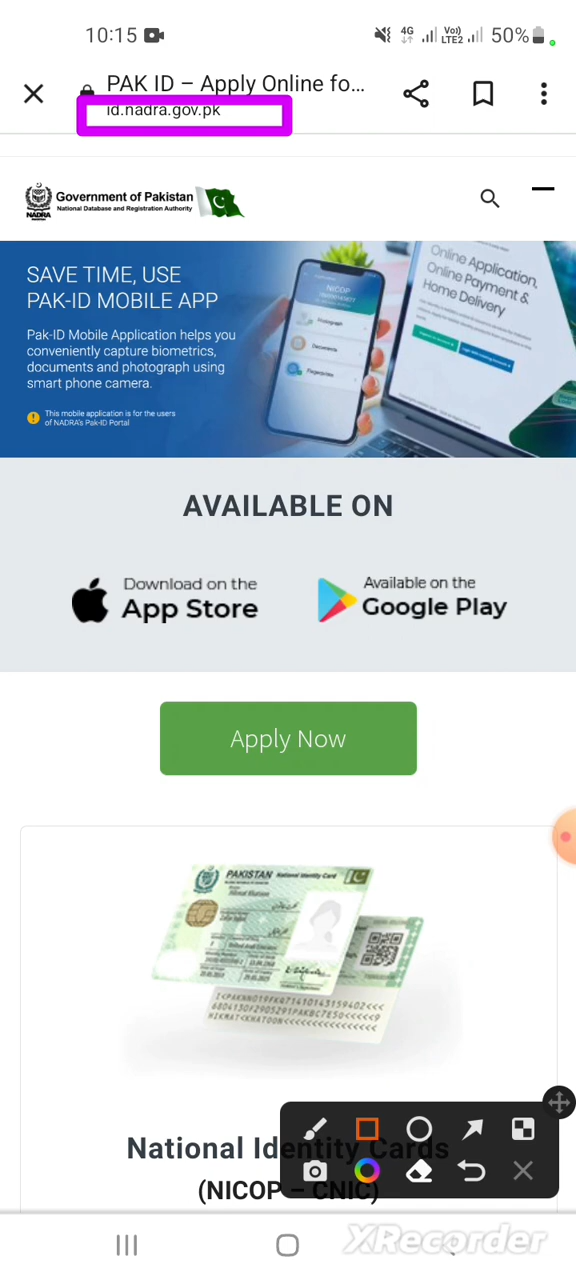 10:15
4G
Vo))
LTE2
50%
PAK ID – Apply Online fo...
id.nadra.gov.pk
NADRA
Government of Pakistan
National Database and Registration Authority
SAVE TIME, USE
PAK-ID MOBILE APP
Pak-ID Mobile Application helps you
conveniently capture biometrics,
documents and photograph using
smart phone camera.
This mobile application is for the users
of NADRA's Pak-ID Portal
NICOP
Photograph
Documents
Fingerprints
Online Application,
Online Payment &
Home Delivery
AVAILABLE ON
Download on the
App Store
Available on the
Google Play
Apply Now
PAKISTAN National Identity Card
National Identity Cards
(NICOP – CNIC)
XRecorder